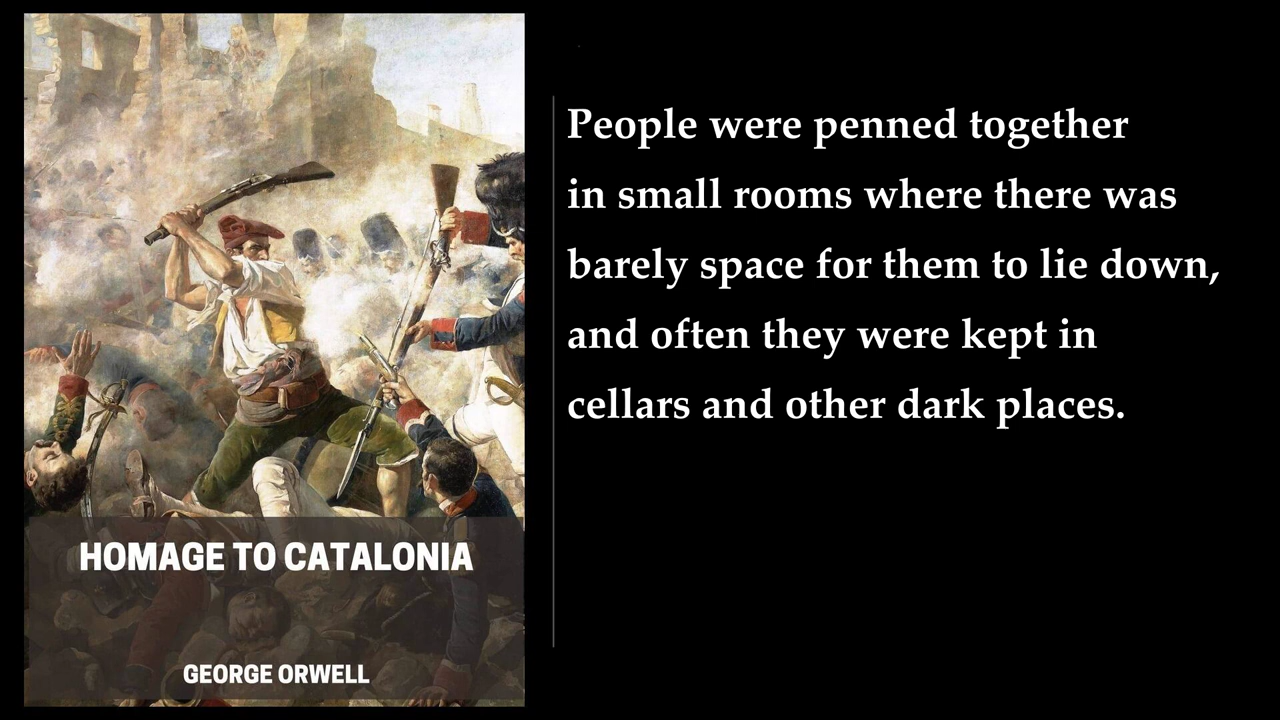 HOMAGE TO CATALONIA
GEORGE ORWELL
People were penned together
in small rooms where there was
barely space for them to lie down,
and often they were kept in
cellars and other dark places.